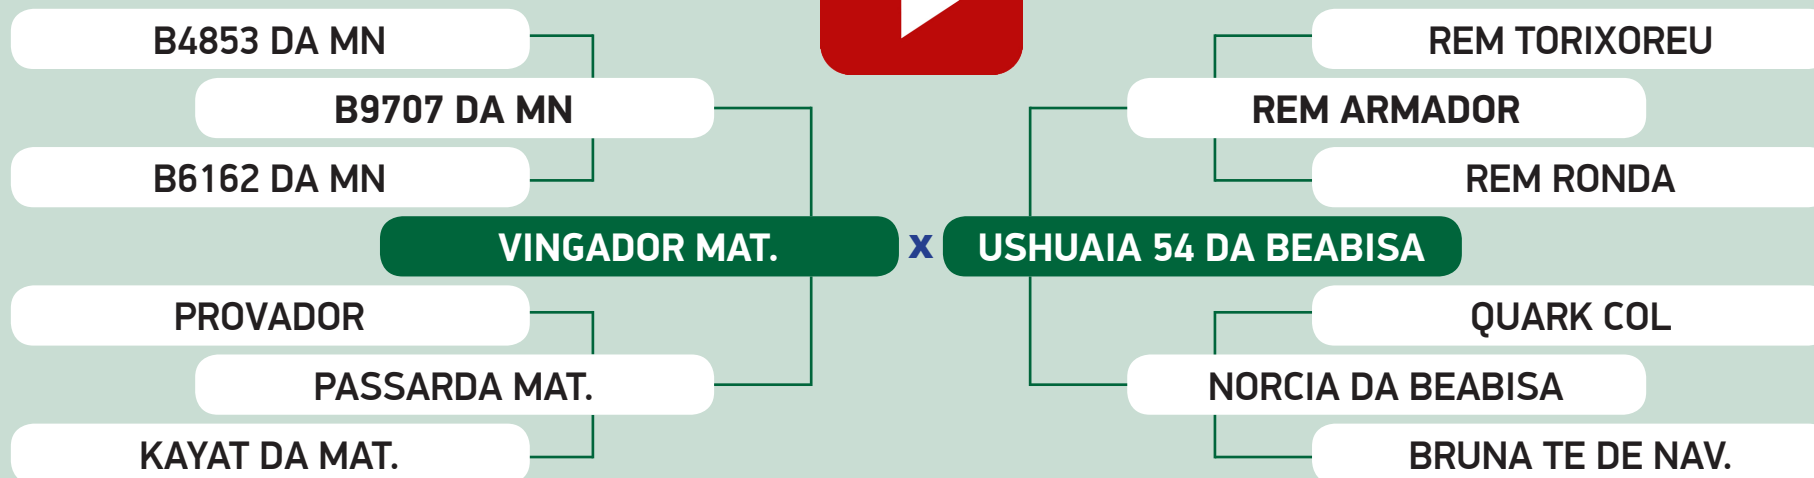 B4853 DA MN
REM TORIXOREU
B9707 DA MN
REM ARMADOR
B6162 DA MN
REM RONDA
VINGADOR MAT. X USHUAIA 54 DA BEABISA
PROVADOR
QUARK COL
PASSARDA MAT.
NORCIA DA BEABISA
KAYAT DA MAT.
BRUNA TE DE NAV.